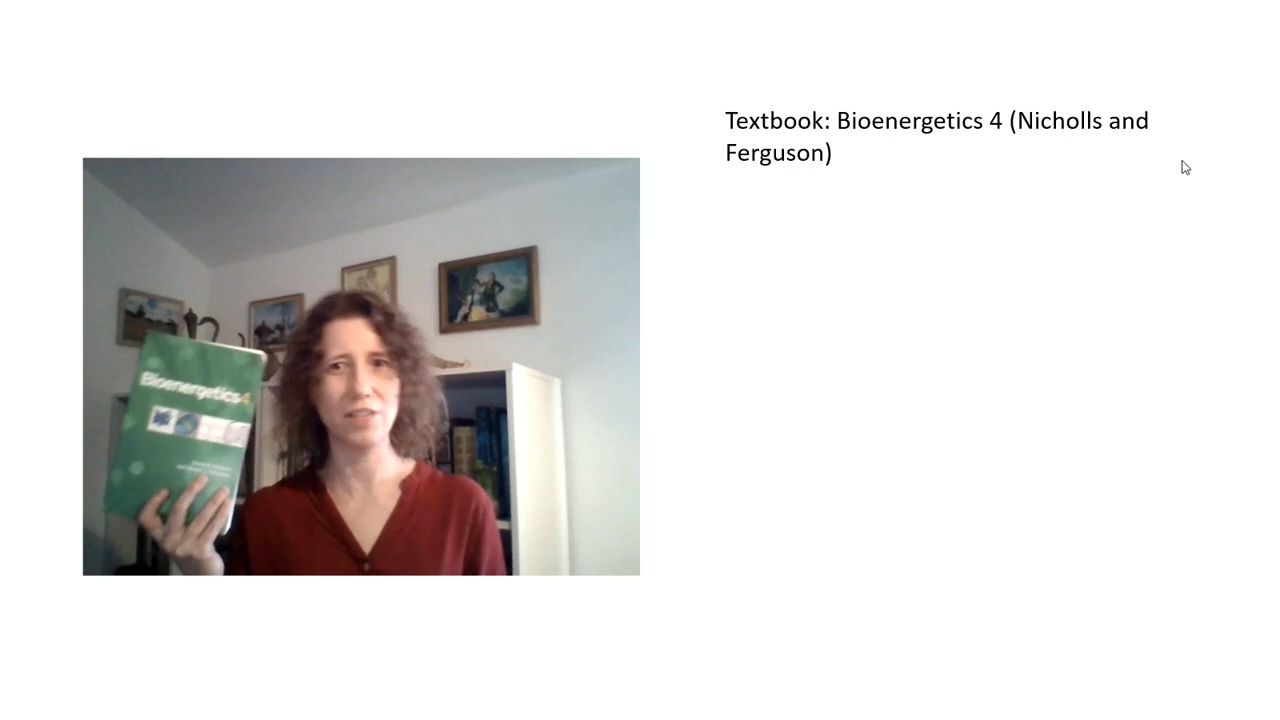 Textbook: Bioenergetics 4 (Nicholls and
Ferguson)
Bioenergetics4